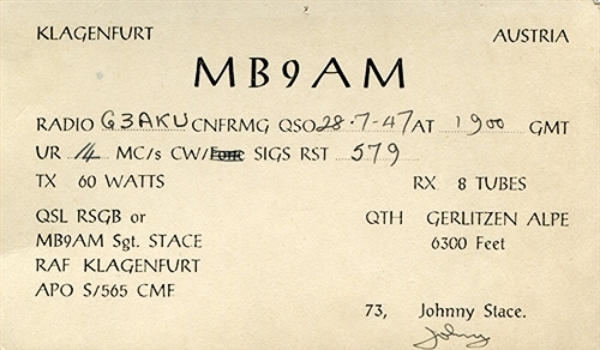 KLAGENFURT AUSTRIA
MB9AM
RADIO G3AKU CNFRMG QSO 28·7-47 AT 1900 GMT
UR 14 MC/s CW/Fone SIGS RST 579
TX 60 WATTS RX 8 TUBES
QSL RSGB or QTH GERLITZEN ALPE
MB9AM Sgt. STACE 6300 Feet
RAF KLAGENFURT
APO S/565 CMF
73, Johnny Stace.
Johnny